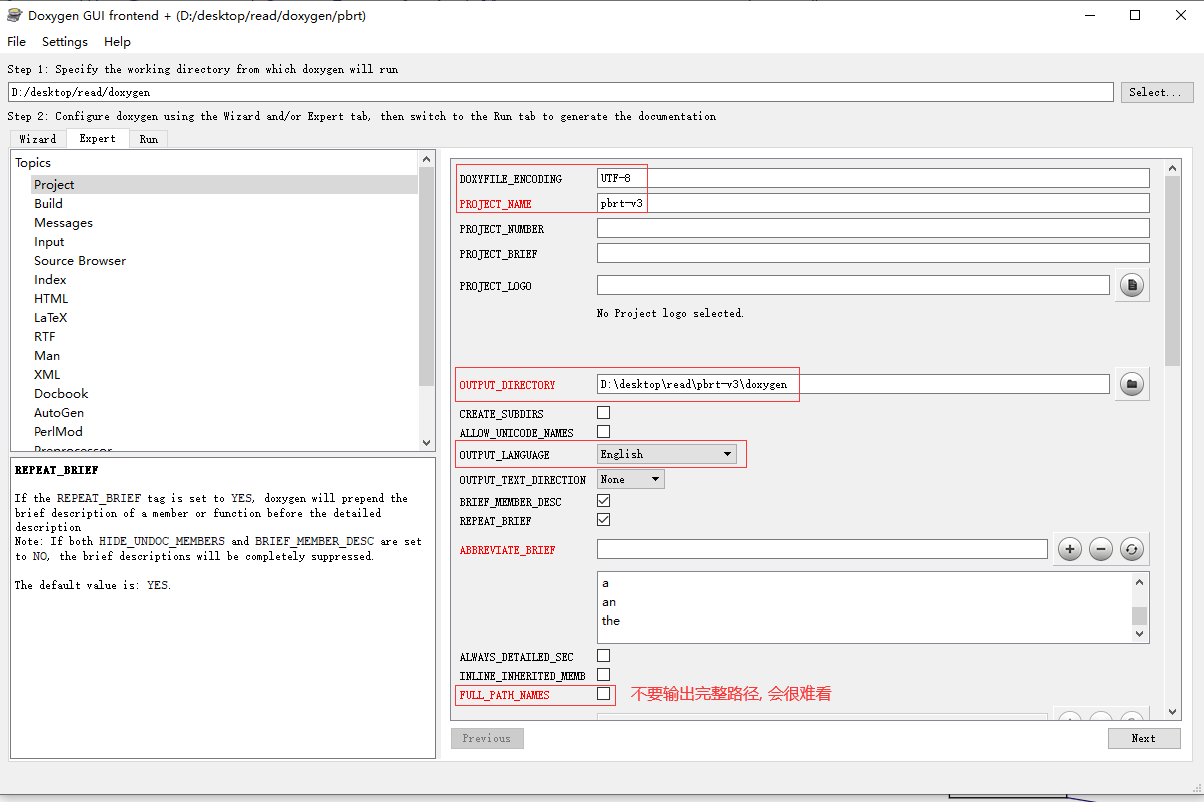 Doxygen GUI frontend + (D:/desktop/read/doxygen/pbrt)
File Settings Help
Step 1: Specify the working directory from which doxygen will run
D:/desktop/read/doxygen
Select...
Step 2: Configure doxygen using the Wizard and/or Expert tab, then switch to the Run tab to generate the documentation
Wizard Expert Run
Topics
Project
Build
Messages
Input
Source Browser
Index
HTML
LaTeX
RTF
Man
XML
Docbook
AutoGen
PerlMod
Preprocessor
REPEAT_BRIEF
If the REPEAT_BRIEF tag is set to YES, doxygen will prepend the
brief description of a member or function before the detailed
description
Note: If both HIDE_UNDOC_MEMBERS and BRIEF_MEMBER_DESC are set
to NO, the brief descriptions will be completely suppressed.
The default value is: YES.
DOXYFILE_ENCODING UTF-8
PROJECT_NAME pbrt-v3
PROJECT_NUMBER
PROJECT_BRIEF
PROJECT_LOGO
No Project logo selected.
OUTPUT_DIRECTORY D:\desktop\read\pbrt-v3\doxygen
CREATE_SUBDIRS
ALLOW_UNICODE_NAMES
OUTPUT_LANGUAGE English
OUTPUT_TEXT_DIRECTION None
BRIEF_MEMBER_DESC
REPEAT_BRIEF
ABBREVIATE_BRIEF
a
an
the
ALWAYS_DETAILED_SEC
INLINE_INHERITED_MEMB
FULL_PATH_NAMES 不要输出完整路径, 会很难看
Previous
Next